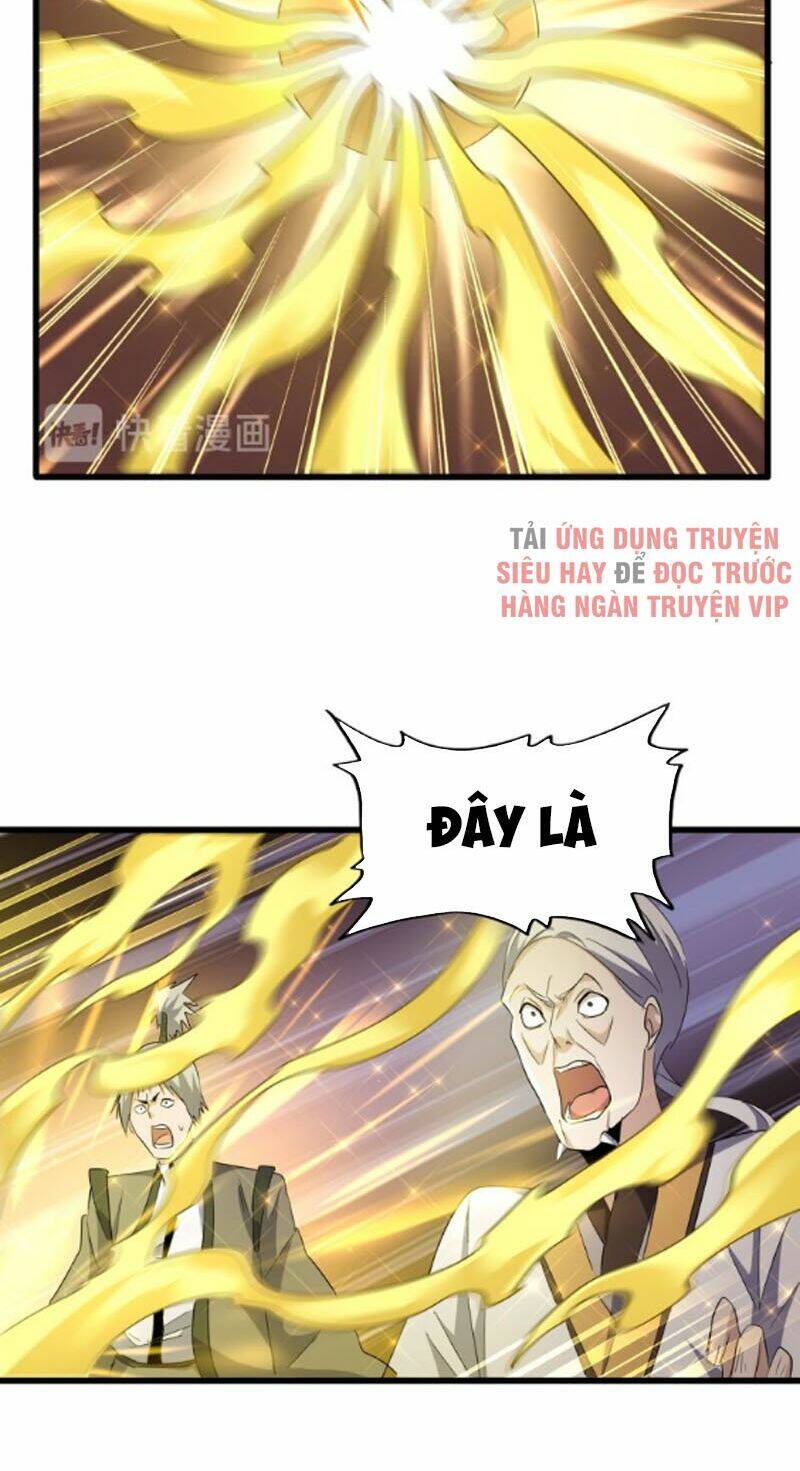 快看! 快看漫画
TẢI ỨNG DỤNG TRUYỆN
SIÊU HAY ĐỂ ĐỌC TRƯỚC
HÀNG NGÀN TRUYỆN VIP
ĐÂY LÀ